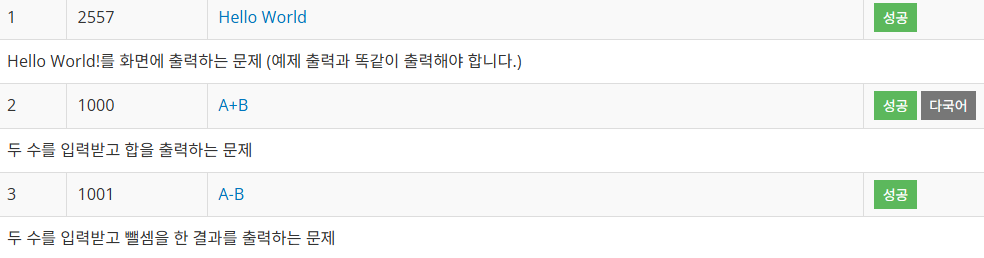 1 2557 Hello World 성공
Hello World!를 화면에 출력하는 문제 (예제 출력과 똑같이 출력해야 합니다.)
2 1000 A+B 성공 다국어
두 수를 입력받고 합을 출력하는 문제
3 1001 A-B 성공
두 수를 입력받고 뺄셈을 한 결과를 출력하는 문제